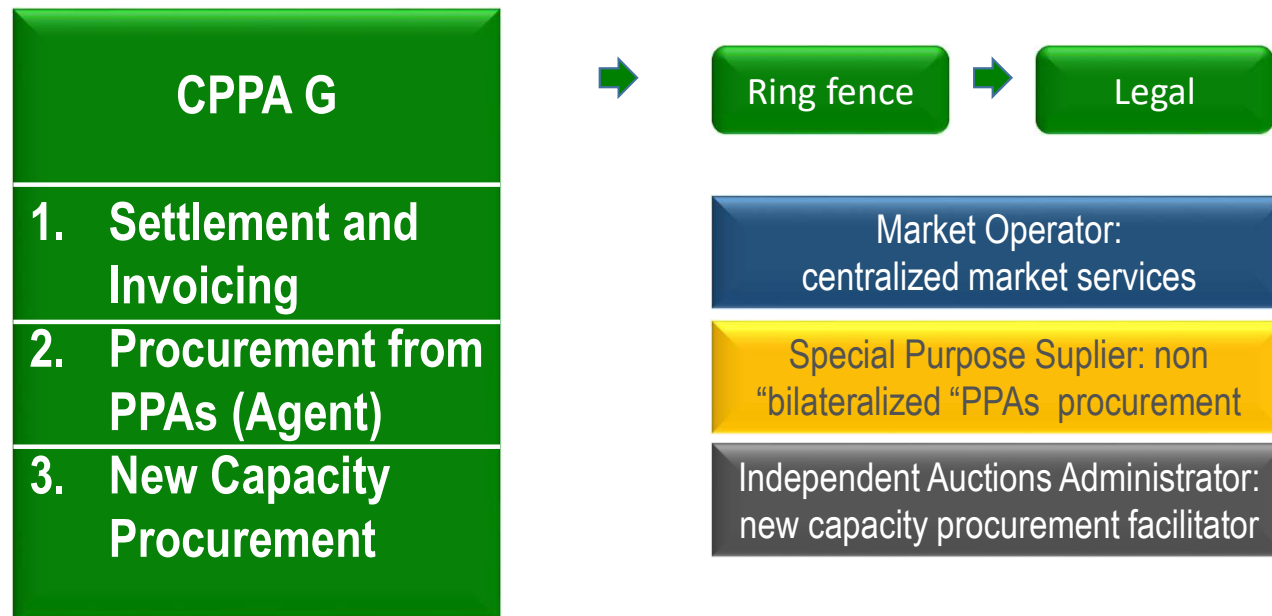 CPPA G
1. Settlement and
Invoicing
2. Procurement from
PPAs (Agent)
3. New Capacity
Procurement
Ring fence
Legal
Market Operator:
centralized market services
Special Purpose Suplier: non
“bilateralized “PPAs procurement
Independent Auctions Administrator:
new capacity procurement facilitator